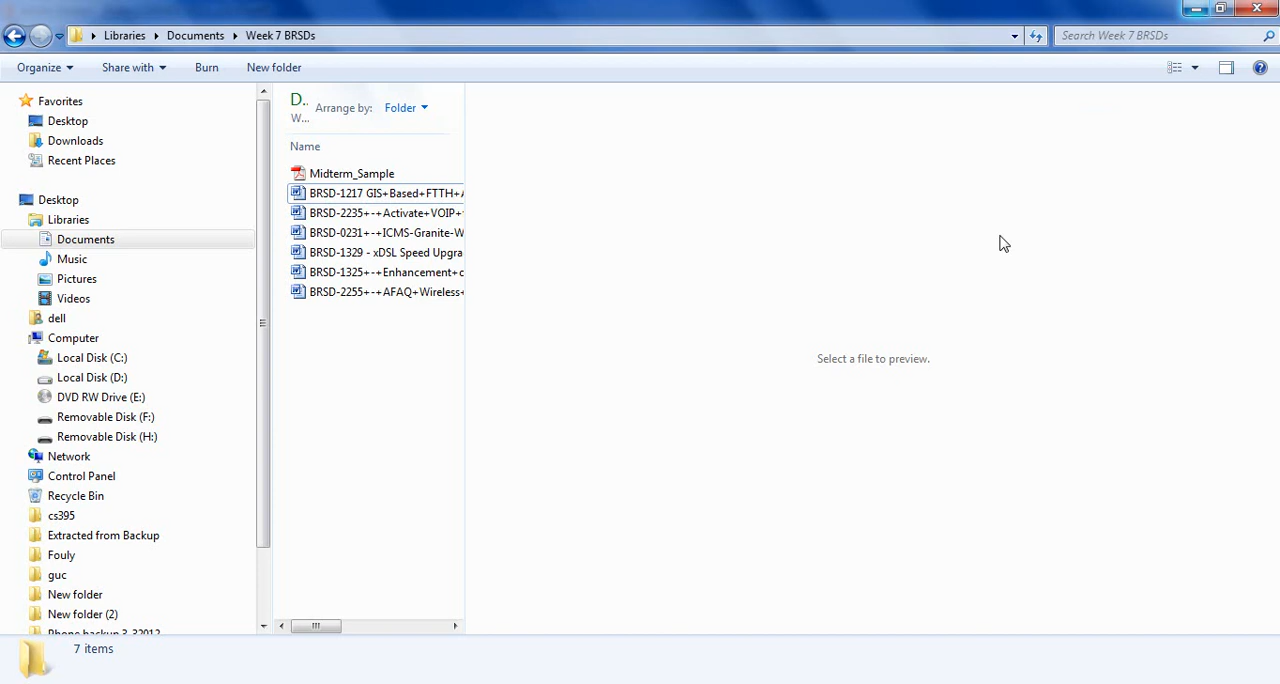 Libraries Documents Week 7 BRSDs
Search Week 7 BRSDs
Organize Share with Burn New folder
Favorites
Desktop
Downloads
Recent Places
Desktop
Libraries
Documents
Music
Pictures
Videos
dell
Computer
Local Disk (C:)
Local Disk (D:)
DVD RW Drive (E:)
Removable Disk (F:)
Removable Disk (H:)
Network
Control Panel
Recycle Bin
cs395
Extracted from Backup
Fouly
guc
New folder
New folder (2)
Phone backup 3-32012
D..
W...
Arrange by: Folder
Name
Midterm_Sample
BRSD-1217 GIS+Based+FTTH+
BRSD-2235+-+Activate+VOIP+
BRSD-0231+-+ICMS-Granite-W
BRSD-1329 - xDSL Speed Upgra
BRSD-1325+-+Enhancement+c
BRSD-2255+-+AFAQ+Wireless+
Select a file to preview.
7 items